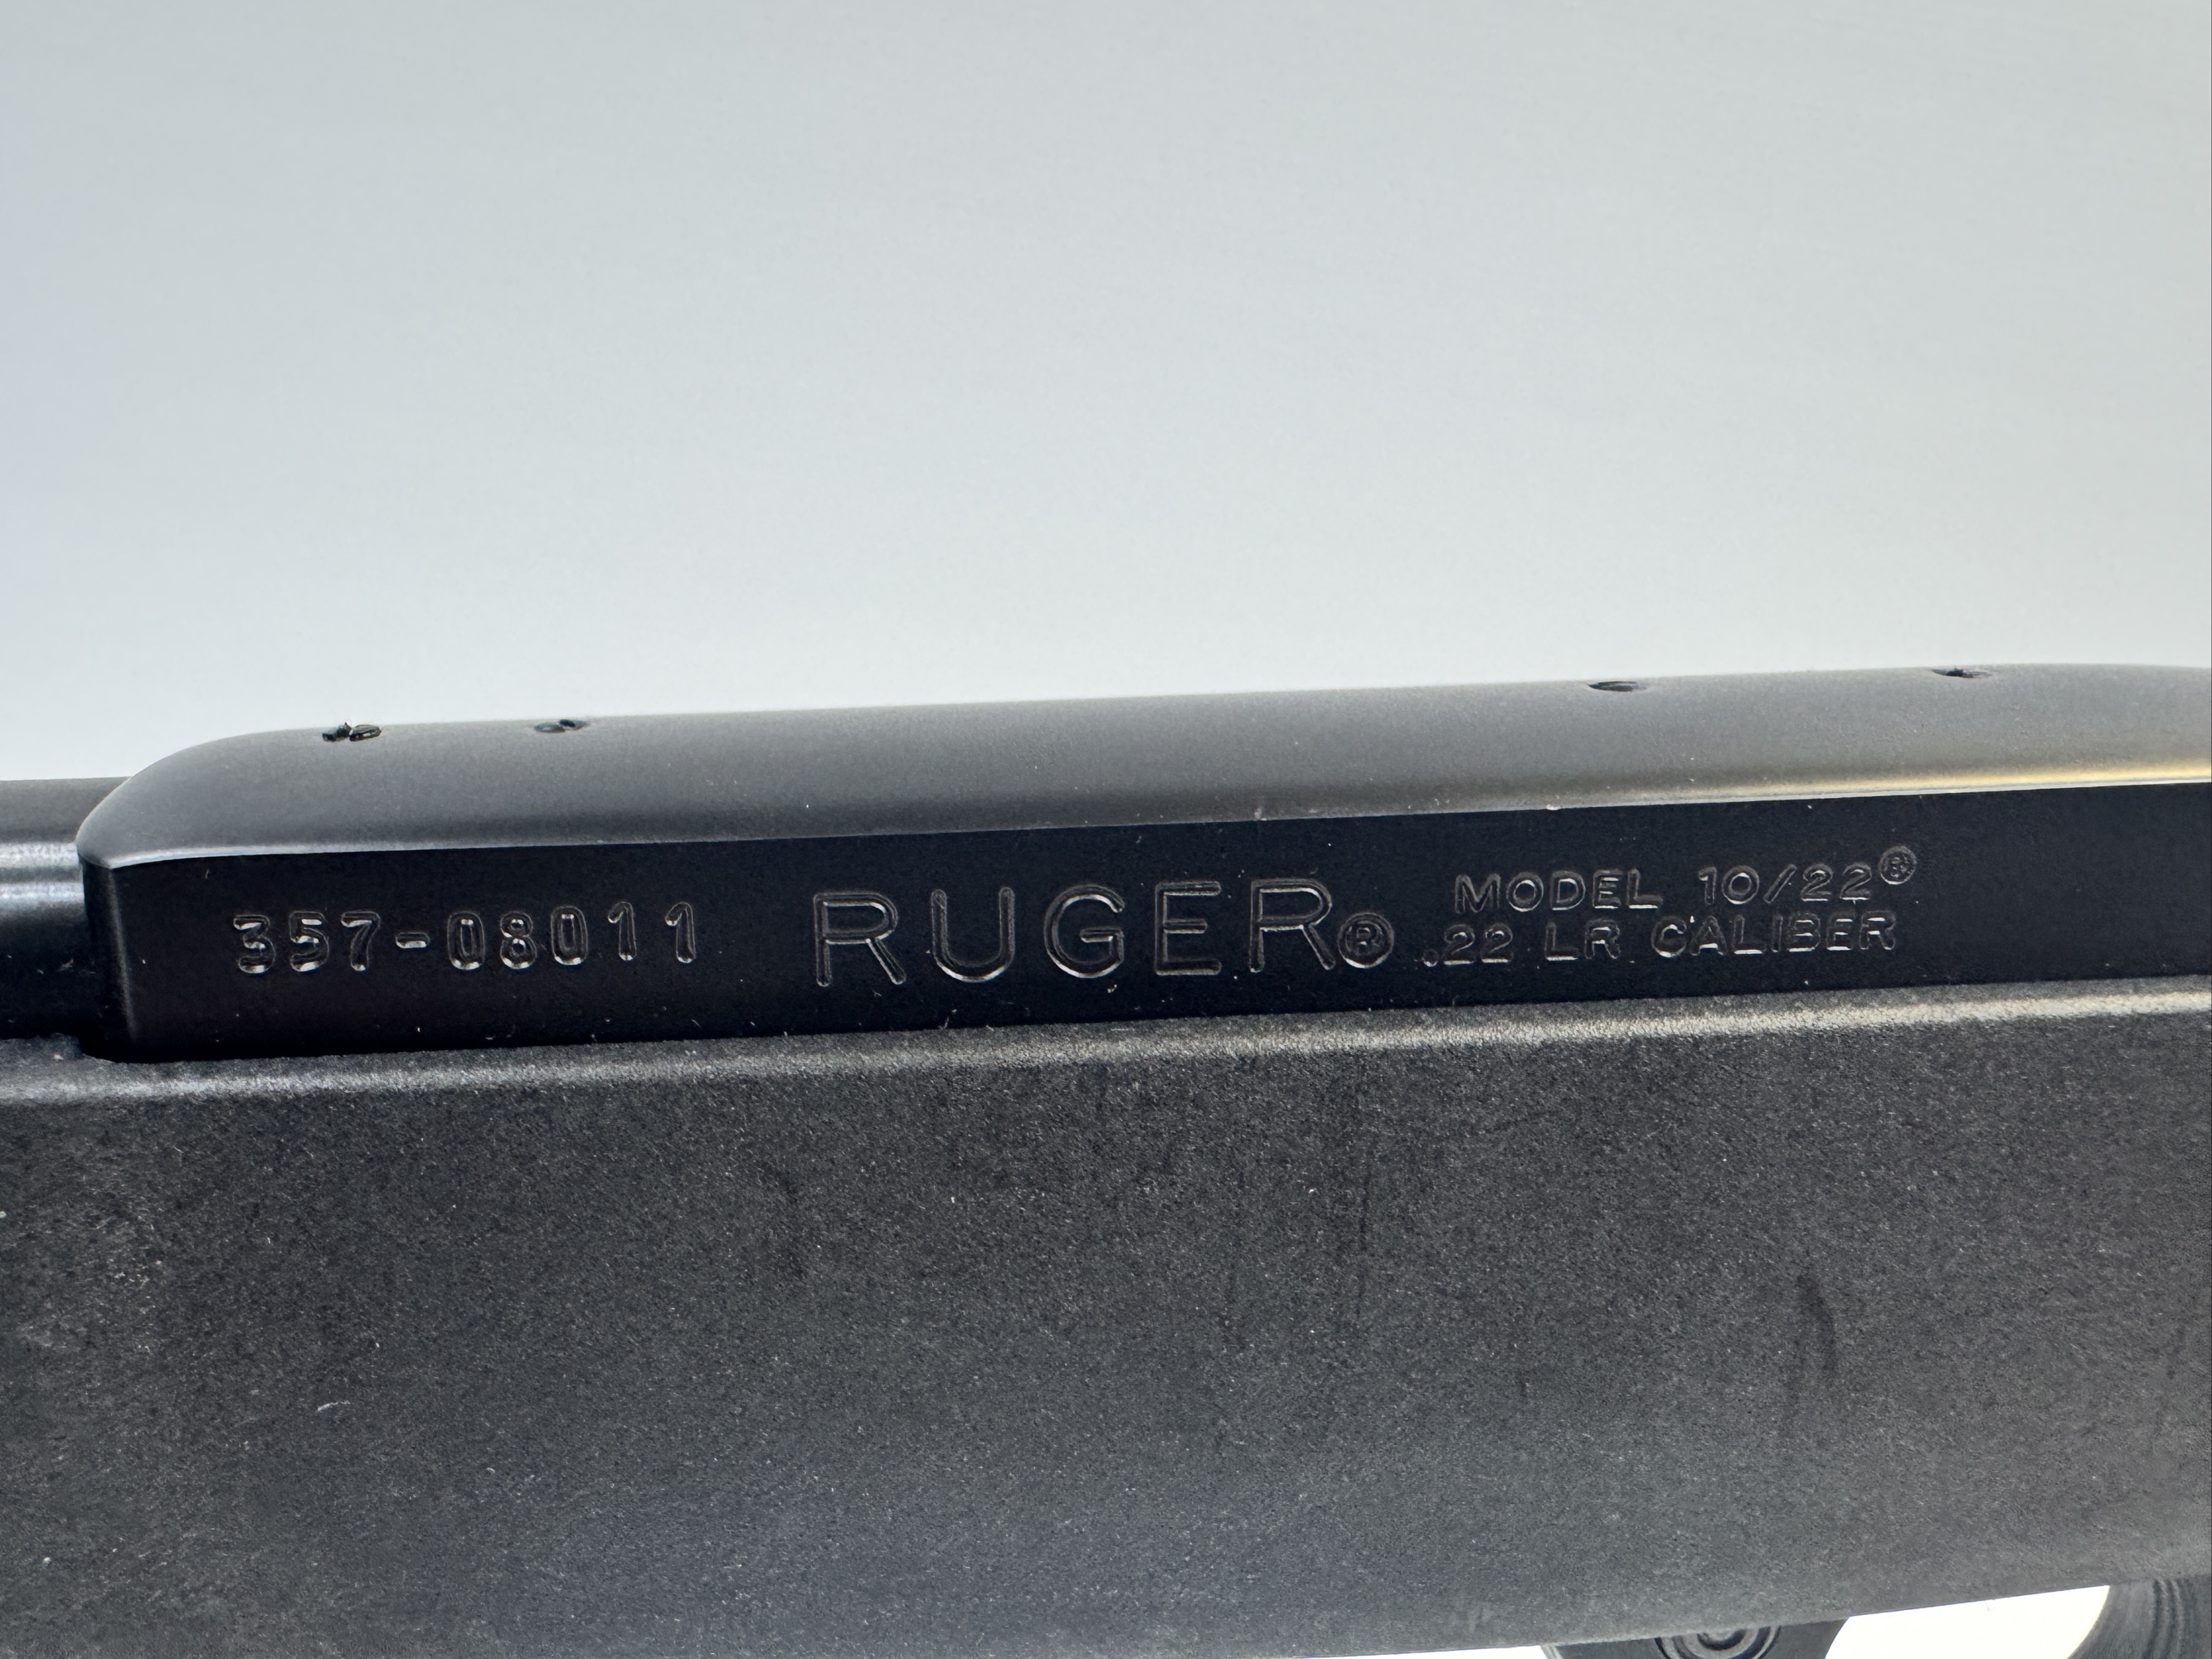 357-08011 RUGER® MODEL 10/22®
.22 LR CALIBER